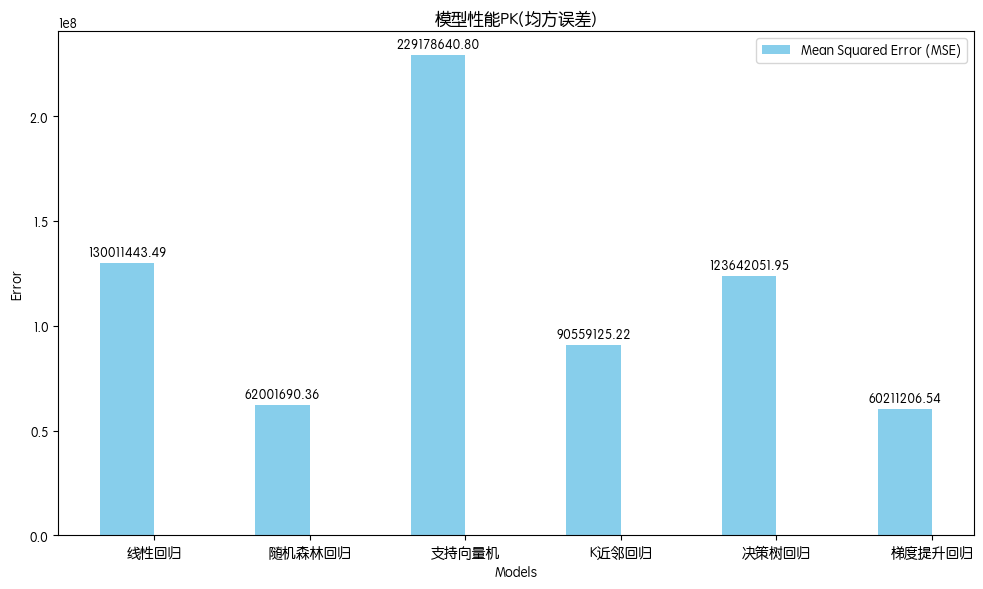 模型性能PK(均方误差)
1e8
229178640.80
Mean Squared Error (MSE)
2.0
1.5
130011443.49
123642051.95
Error
1.0
90559125.22
62001690.36
60211206.54
0.5
0.0
线性回归 随机森林回归 支持向量机 K近邻回归 决策树回归 梯度提升回归
Models